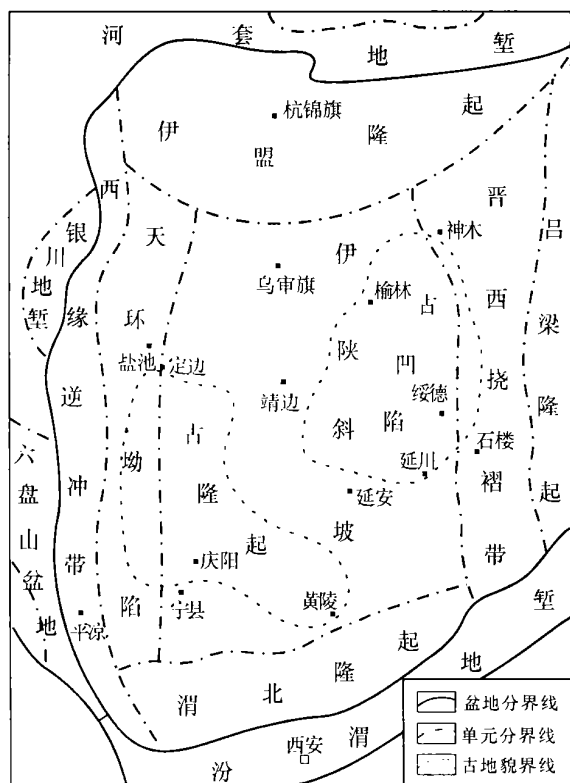 河套地堑
伊盟隆起
杭锦旗
西缘逆冲带
银川地堑
天环坳陷
伊陕斜坡
晋西挠褶带
吕梁隆起
神木
乌审旗
榆林
古凹陷
盐池
定边
靖边
绥德
石楼
延川
延安
古隆起
六盘山盆地
庆阳
宁县
黄陵
平凉
渭北隆起
汾渭地堑
西安
盆地分界线
单元分界线
古地貌界线